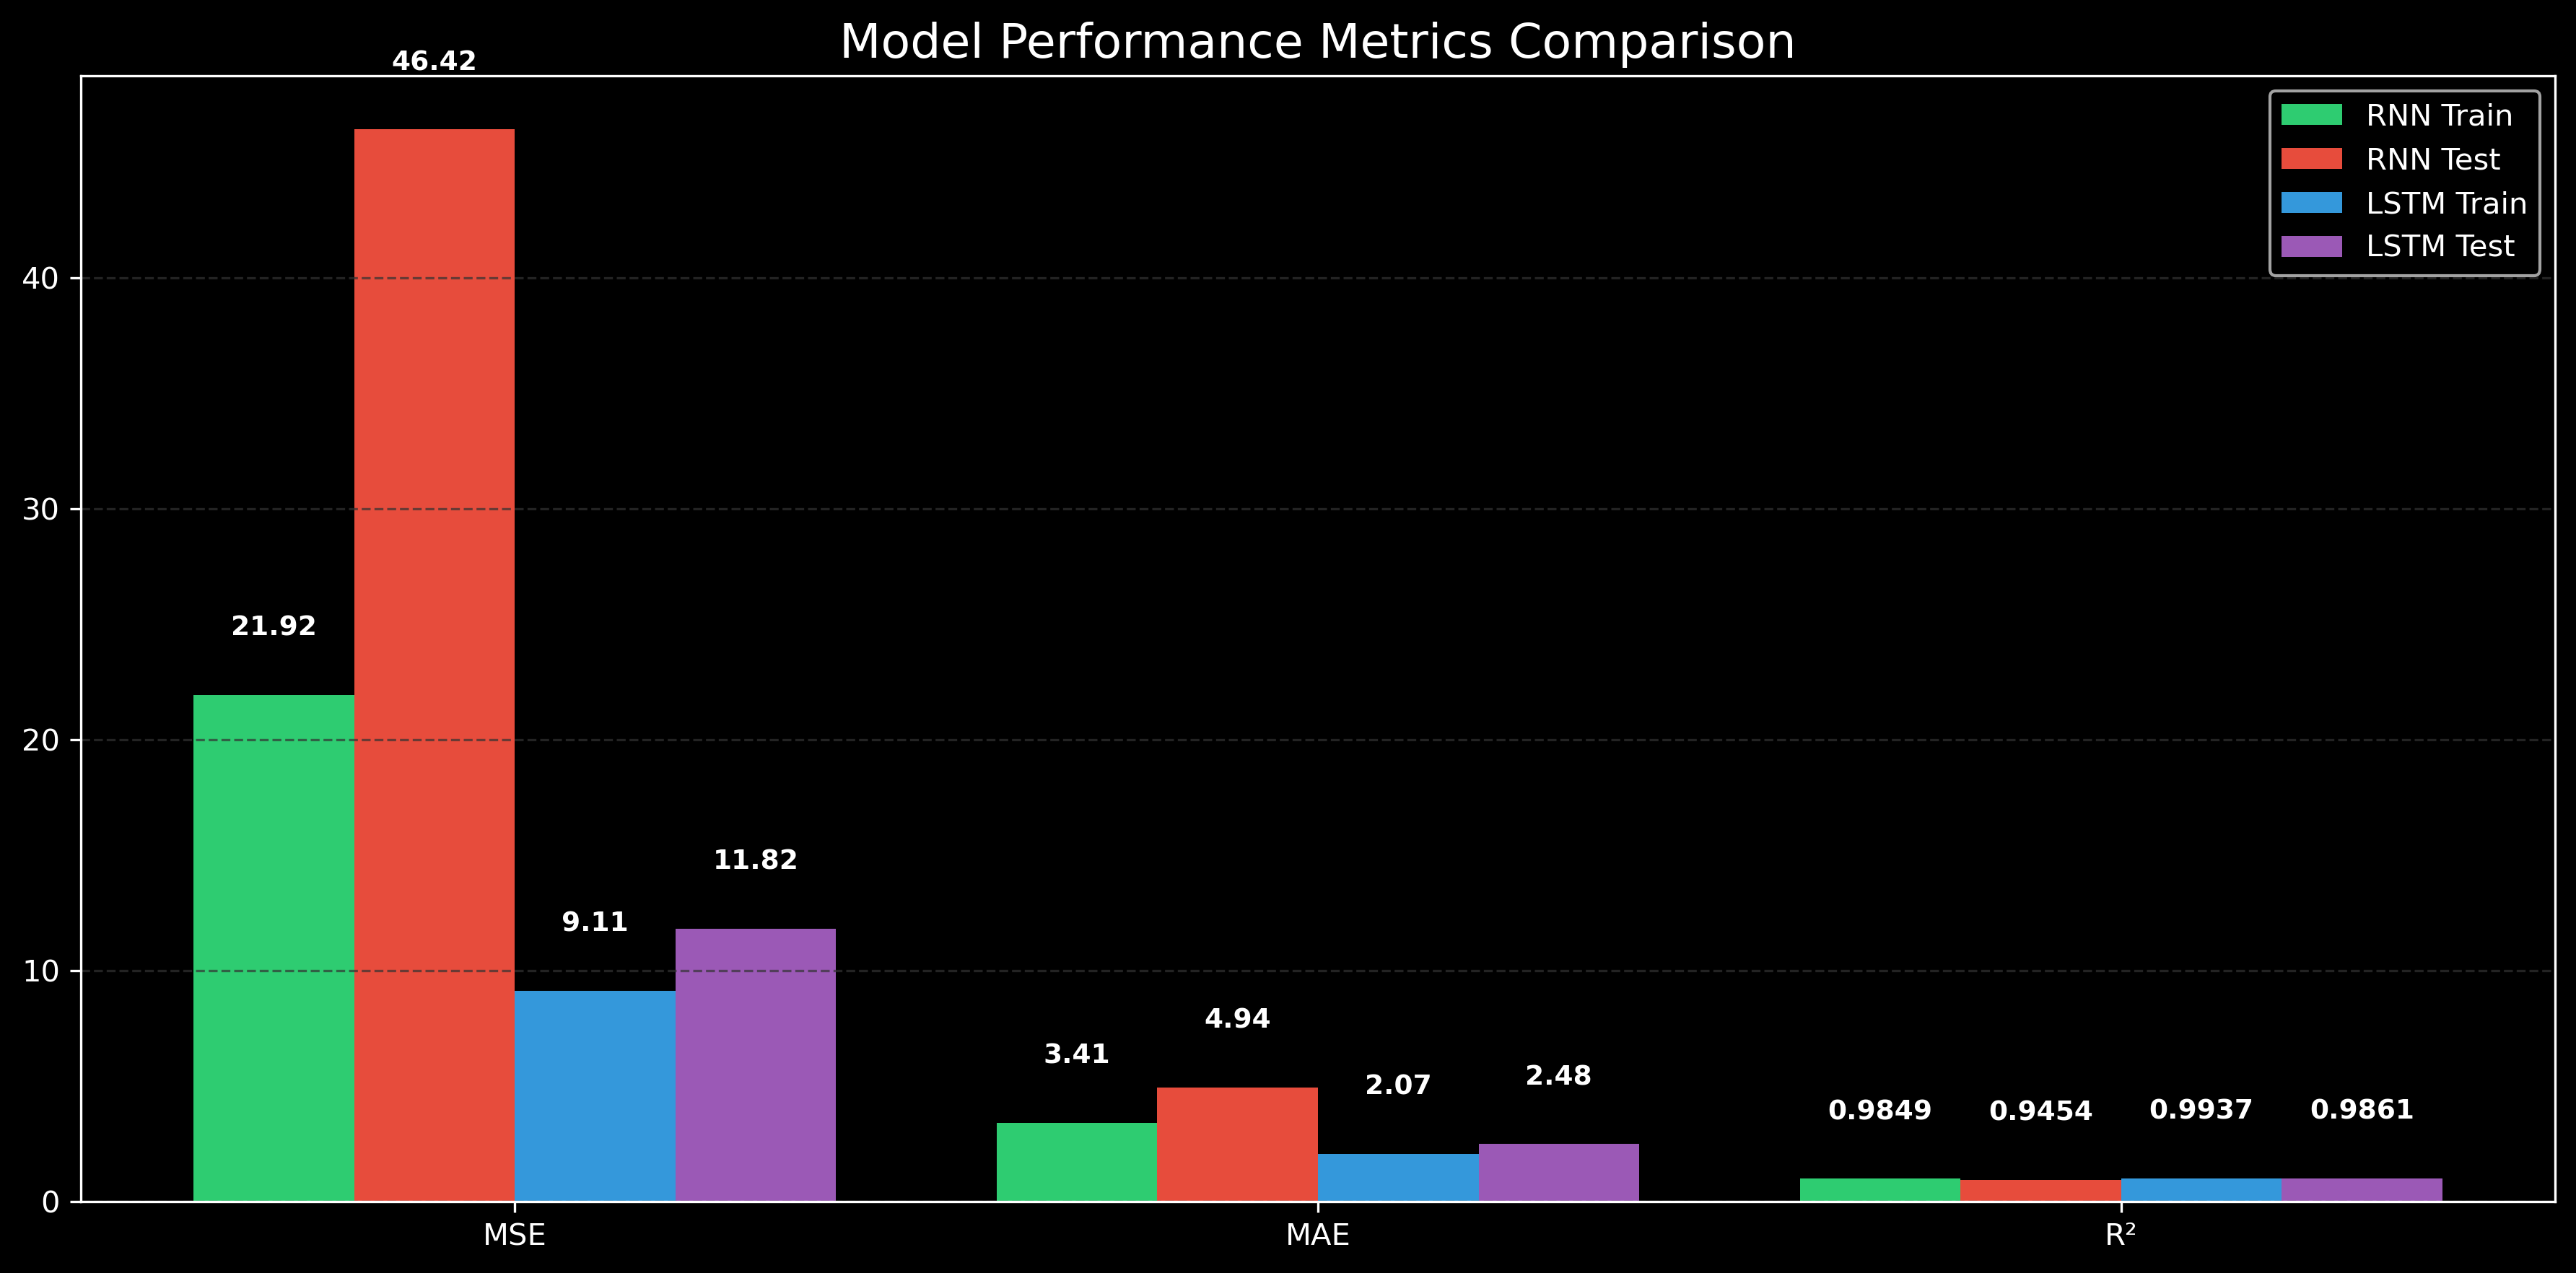 Model Performance Metrics Comparison
46.42
RNN Train
RNN Test
LSTM Train
LSTM Test
40
30
21.92
20
11.82
9.11
10
4.94
3.41
2.07
2.48
0.9849
0.9454
0.9937
0.9861
0
MSE
MAE
R²